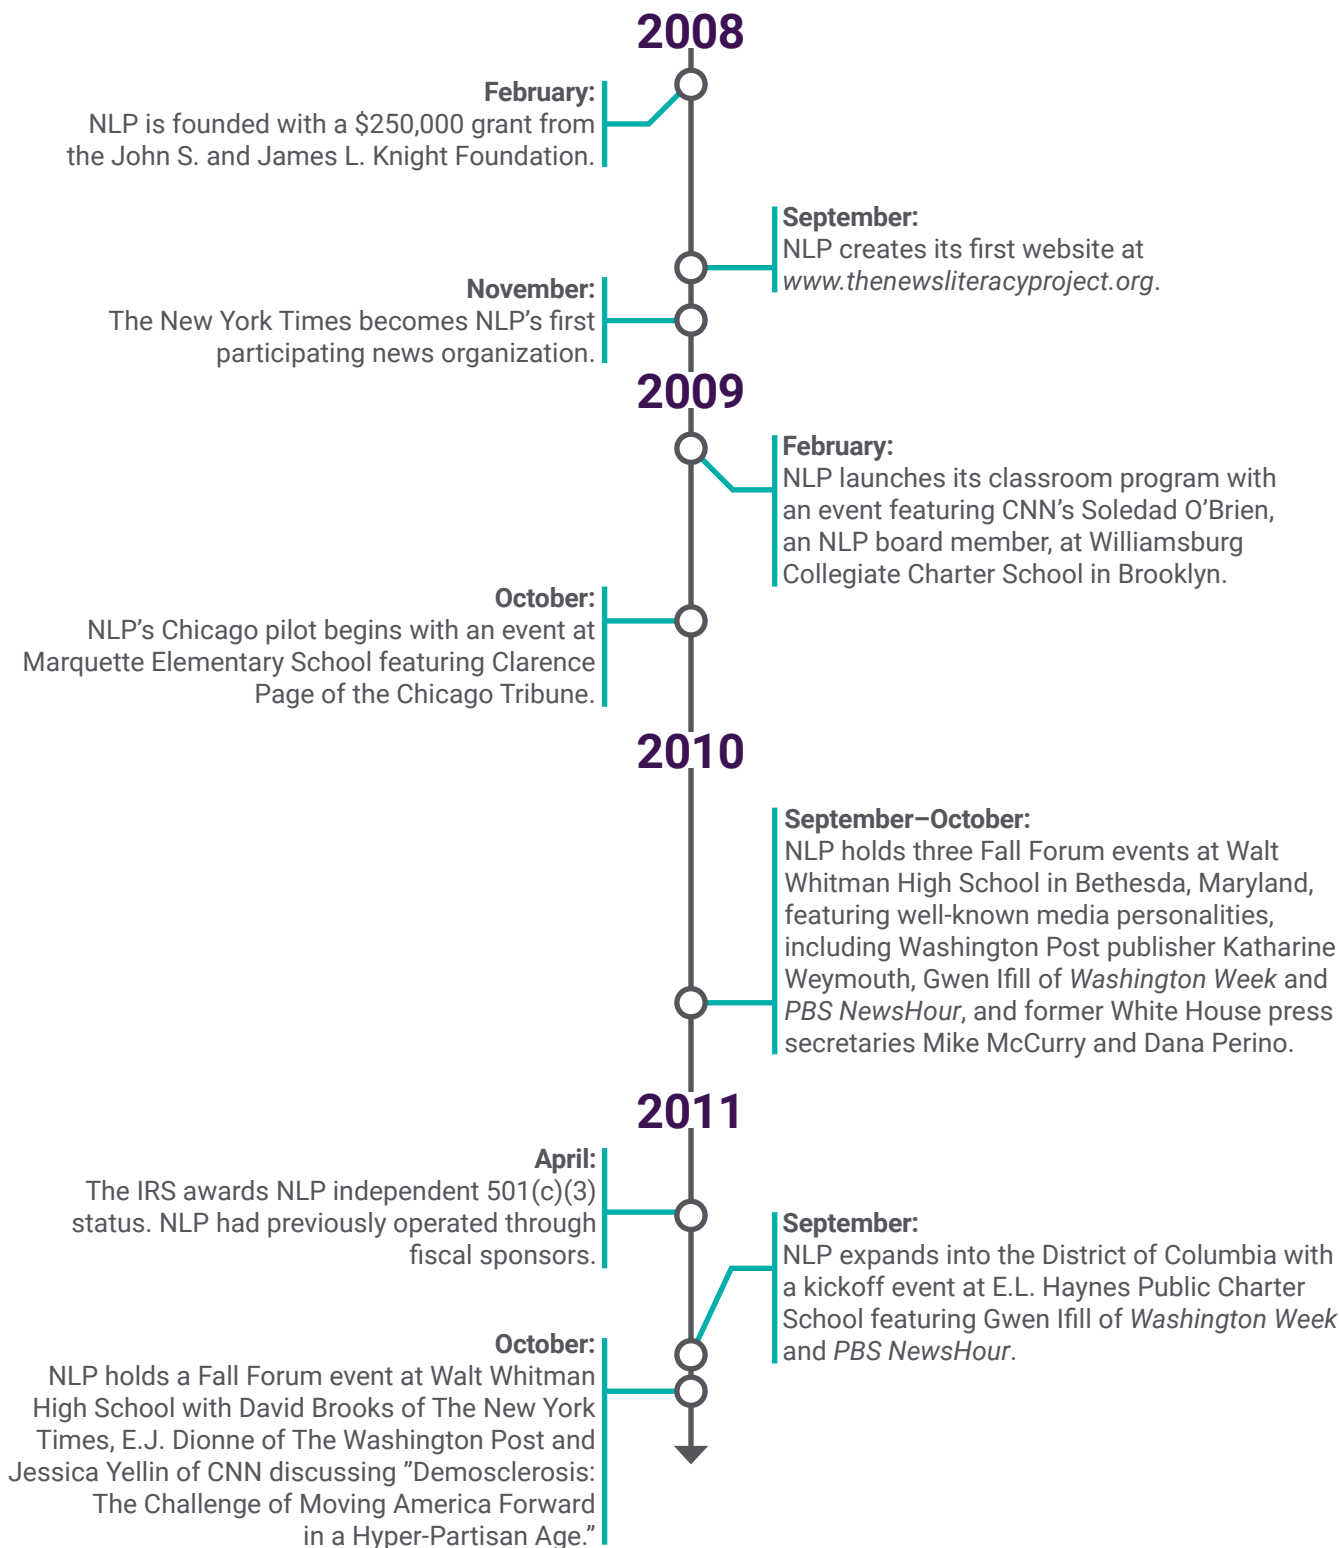 2008
February:
NLP is founded with a $250,000 grant from
the John S. and James L. Knight Foundation.
September:
NLP creates its first website at
www.thenewsliteracyproject.org.
November:
The New York Times becomes NLP’s first
participating news organization.
2009
February:
NLP launches its classroom program with
an event featuring CNN’s Soledad O’Brien,
an NLP board member, at Williamsburg
Collegiate Charter School in Brooklyn.
October:
NLP’s Chicago pilot begins with an event at
Marquette Elementary School featuring Clarence
Page of the Chicago Tribune.
2010
September–October:
NLP holds three Fall Forum events at Walt
Whitman High School in Bethesda, Maryland,
featuring well-known media personalities,
including Washington Post publisher Katharine
Weymouth, Gwen Ifill of Washington Week and
PBS NewsHour, and former White House press
secretaries Mike McCurry and Dana Perino.
2011
April:
The IRS awards NLP independent 501(c)(3)
status. NLP had previously operated through
fiscal sponsors.
September:
NLP expands into the District of Columbia with
a kickoff event at E.L. Haynes Public Charter
School featuring Gwen Ifill of Washington Week
and PBS NewsHour.
October:
NLP holds a Fall Forum event at Walt Whitman
High School with David Brooks of The New York
Times, E.J. Dionne of The Washington Post and
Jessica Yellin of CNN discussing ”Demosclerosis:
The Challenge of Moving America Forward
in a Hyper-Partisan Age.”